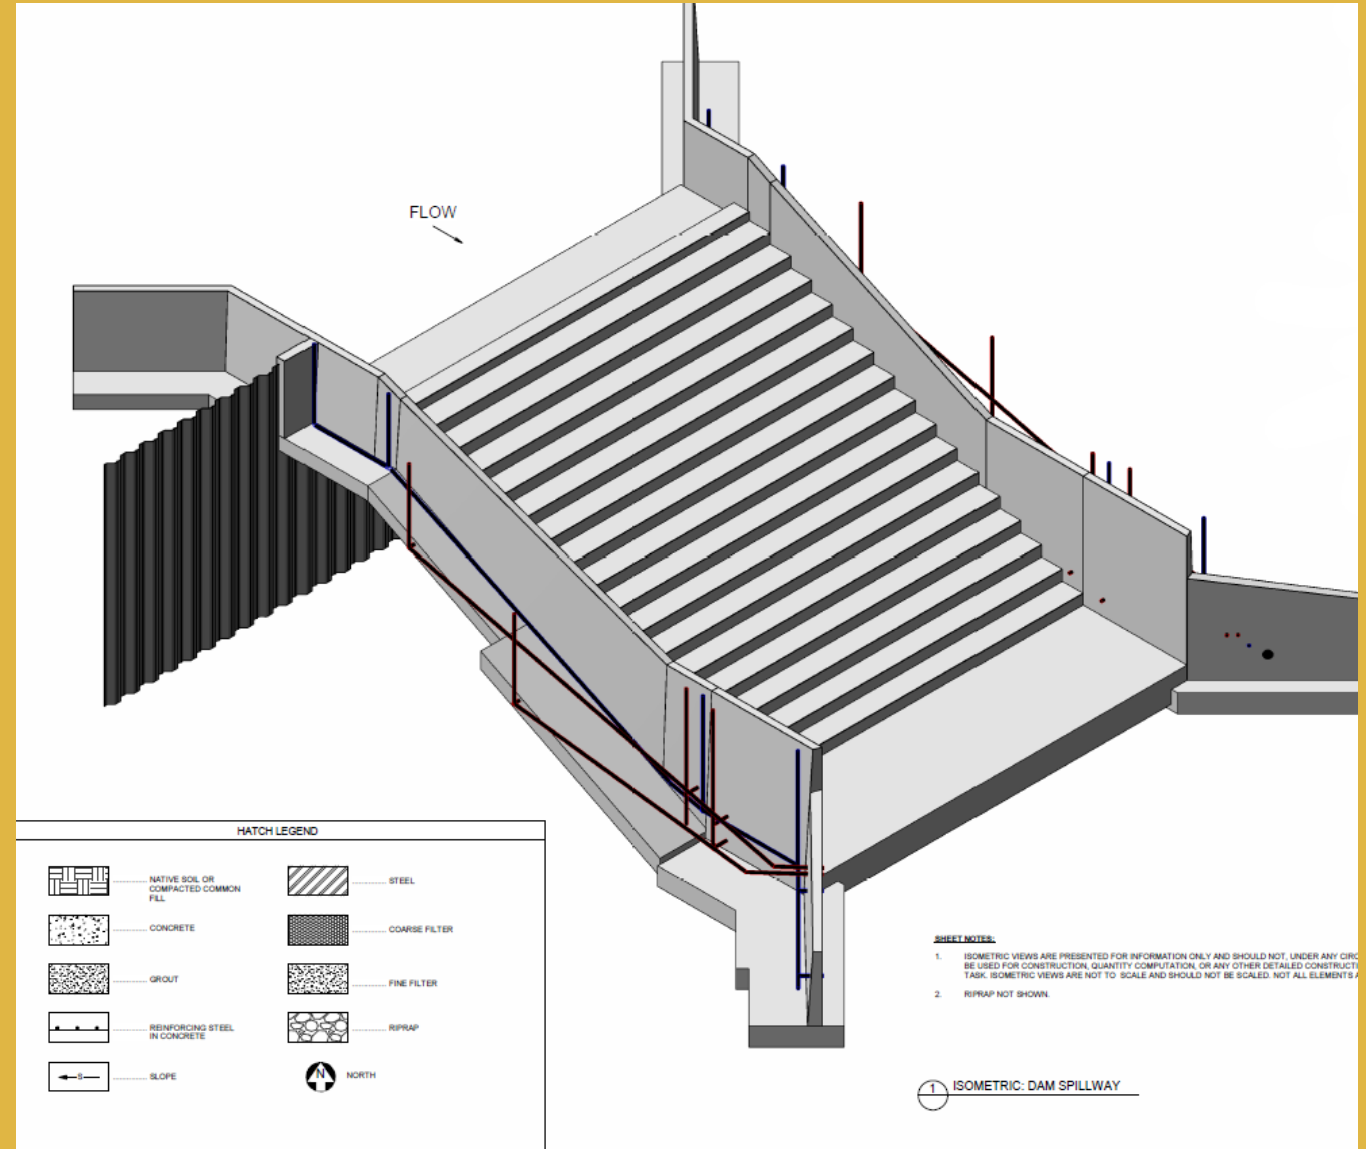 FLOW
HATCH LEGEND
NATIVE SOIL OR
COMPACTED COMMON
FILL
STEEL
CONCRETE
COARSE FILTER
GROUT
FINE FILTER
REINFORCING STEEL
IN CONCRETE
RIPRAP
S
SLOPE
N
NORTH
SHEET NOTES:
1. ISOMETRIC VIEWS ARE PRESENTED FOR INFORMATION ONLY AND SHOULD NOT, UNDER ANY CIRC
BE USED FOR CONSTRUCTION, QUANTITY COMPUTATION, OR ANY OTHER DETAILED CONSTRUCTI
TASK. ISOMETRIC VIEWS ARE NOT TO SCALE AND SHOULD NOT BE SCALED. NOT ALL ELEMENTS A
2. RIPRAP NOT SHOWN.
1 ISOMETRIC: DAM SPILLWAY